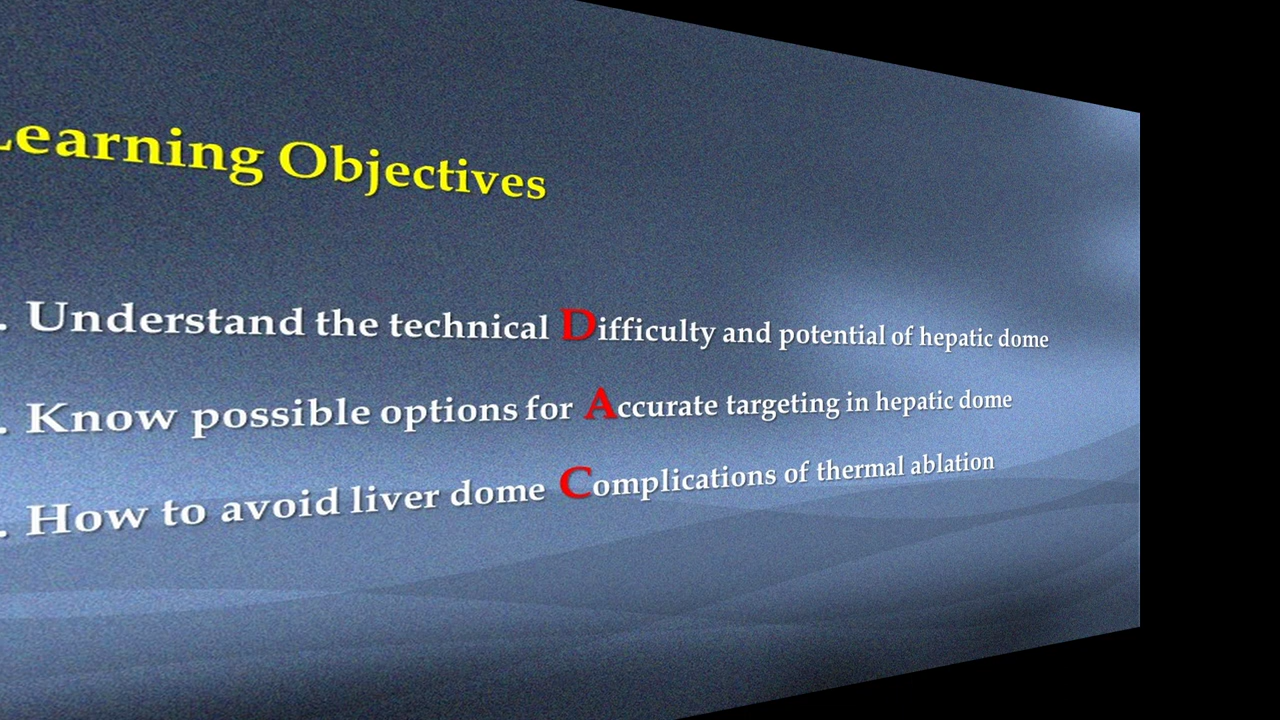 Learning Objectives
. Understand the technical Difficulty and potential of hepatic dome
. Know possible options for Accurate targeting in hepatic dome
. How to avoid liver dome Complications of thermal ablation